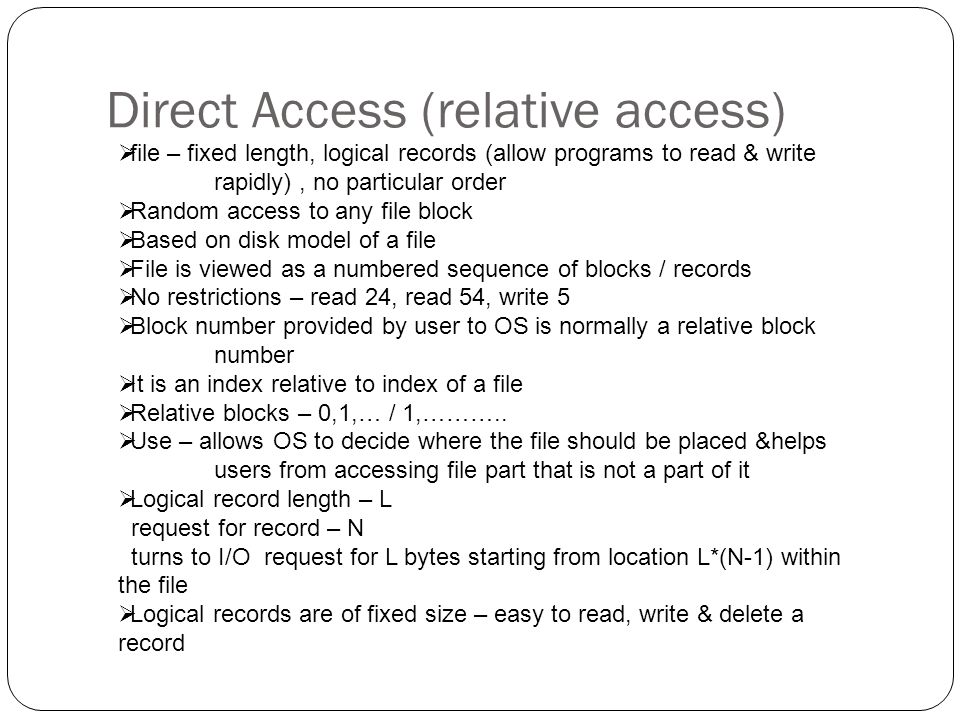 Direct Access (relative access)
➢file – fixed length, logical records (allow programs to read & write
rapidly) , no particular order
➢Random access to any file block
➢Based on disk model of a file
➢File is viewed as a numbered sequence of blocks / records
➢No restrictions – read 24, read 54, write 5
➢Block number provided by user to OS is normally a relative block
number
➢It is an index relative to index of a file
➢Relative blocks – 0,1,… / 1,………..
➢Use – allows OS to decide where the file should be placed &helps
users from accessing file part that is not a part of it
➢Logical record length – L
request for record – N
turns to I/O request for L bytes starting from location L*(N-1) within
the file
➢Logical records are of fixed size – easy to read, write & delete a
record